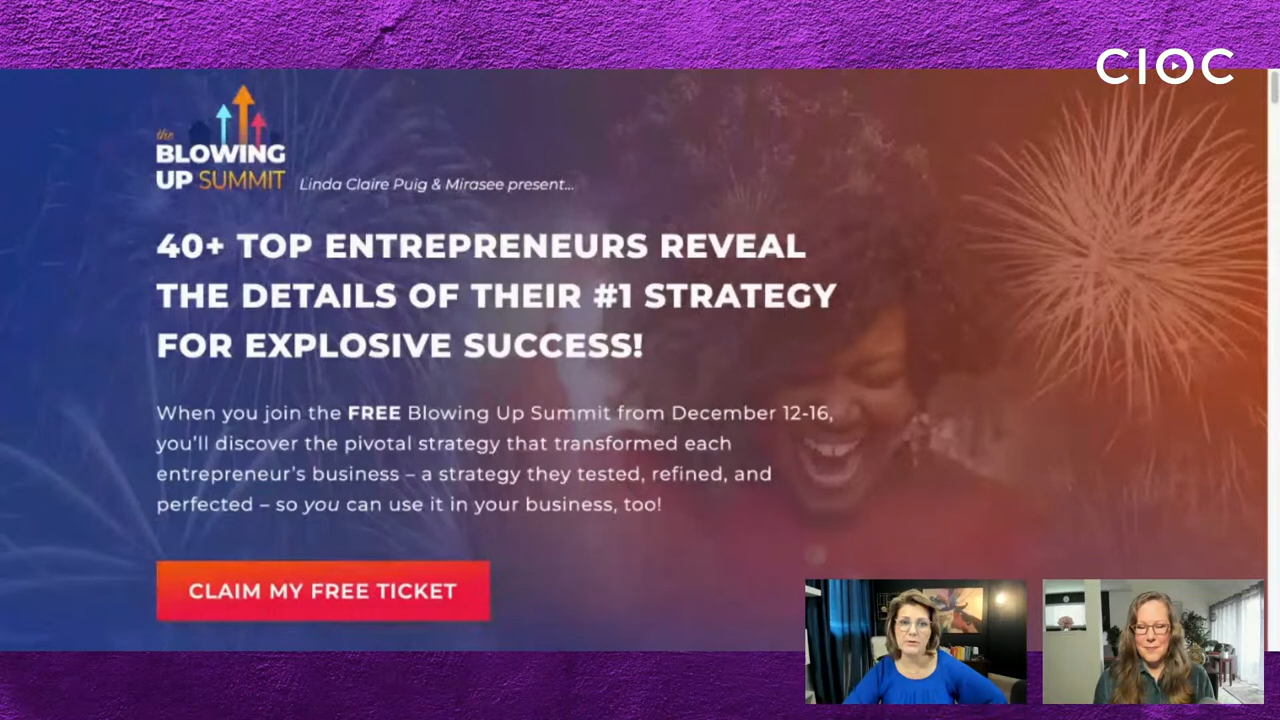 CIOC
the
BLOWING
UP SUMMIT
Linda Claire Puig & Mirasee present...
40+ TOP ENTREPRENEURS REVEAL
THE DETAILS OF THEIR #1 STRATEGY
FOR EXPLOSIVE SUCCESS!
When you join the FREE Blowing Up Summit from December 12-16,
you'll discover the pivotal strategy that transformed each
entrepreneur's business – a strategy they tested, refined, and
perfected – so you can use it in your business, too!
CLAIM MY FREE TICKET